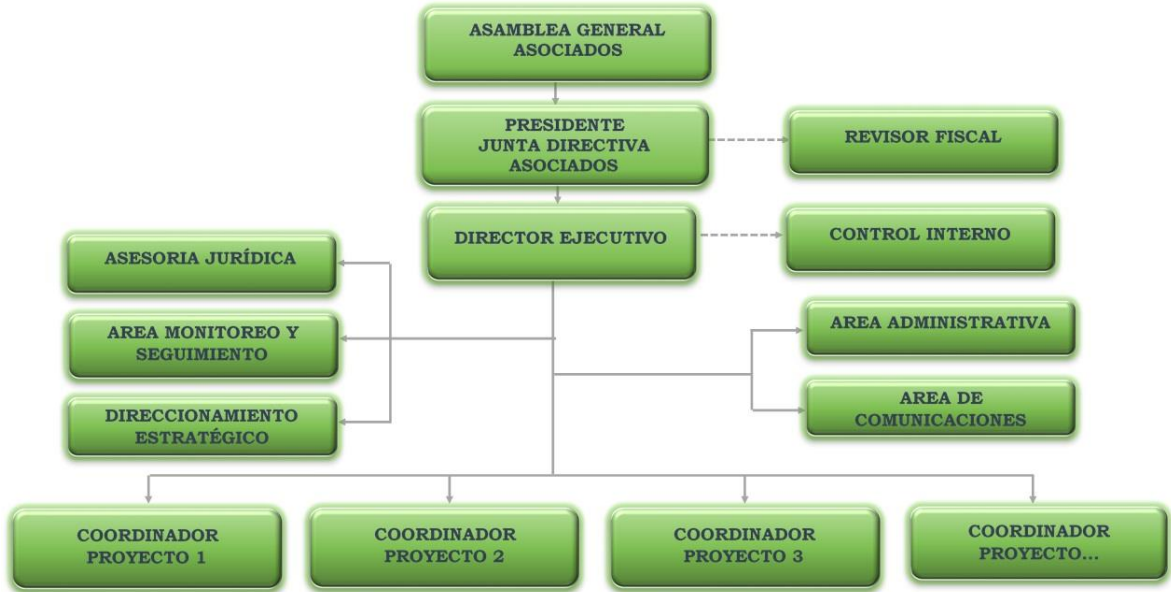 ASAMBLEA GENERAL
ASOCIADOS
PRESIDENTE
JUNTA DIRECTIVA
ASOCIADOS
REVISOR FISCAL
DIRECTOR EJECUTIVO
CONTROL INTERNO
ASESORIA JURÍDICA
AREA MONITOREO Y
SEGUIMIENTO
DIRECCIONAMIENTO
ESTRATÉGICO
AREA ADMINISTRATIVA
AREA DE
COMUNICACIONES
COORDINADOR
PROYECTO 1
COORDINADOR
PROYECTO 2
COORDINADOR
PROYECTO 3
COORDINADOR
PROYECTO...